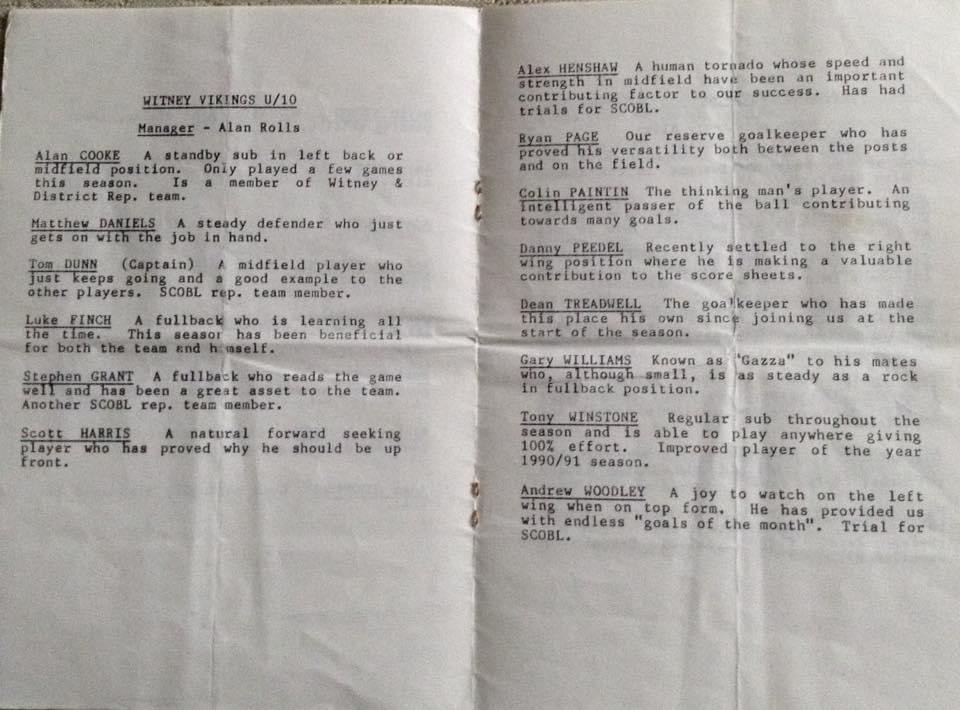 WITNEY VIKINGS U/10
Manager - Alan Rolls
Alan COOKE A standby sub in left back or
midfield position. Only played a few games
this season. Is a member of Witney &
District Rep. team.
Matthew DANIELS A steady defender who just
gets on with the job in hand.
Tom DUNN (Captain) A midfield player who
just keeps going and a good example to the
other players. SCOBL rep. team member.
Luke FINCH A fullback who is learning all
the time. This season has been beneficial
for both the team and himself.
Stephen GRANT A fullback who reads the game
well and has been a great asset to the team.
Another SCOBL rep. team member.
Scott HARRIS A natural forward seeking
player who has proved why he should be up
front.
Alex HENSHAW A human tornado whose speed and
strength in midfield have been an important
contributing factor to our success. Has had
trials for SCOBL.
Ryan PAGE Our reserve goalkeeper who has
proved his versatility both between the posts
and on the field.
Colin PAINTIN The thinking man's player. An
intelligent passer of the ball contributing
towards many goals.
Danny PEEDEL Recently settled to the right
wing position where he is making a valuable
contribution to the score sheets.
Dean TREADWELL The goalkeeper who has made
this place his own since joining us at the
start of the season.
Gary WILLIAMS Known as "Gazza" to his mates
who, although small, is as steady as a rock
in fullback position.
Tony WINSTONE Regular sub throughout the
season and is able to play anywhere giving
100% effort. Improved player of the year
1990/91 season.
Andrew WOODLEY A joy to watch on the left
wing when on top form. He has provided us
with endless "goals of the month". Trial for
SCOBL.